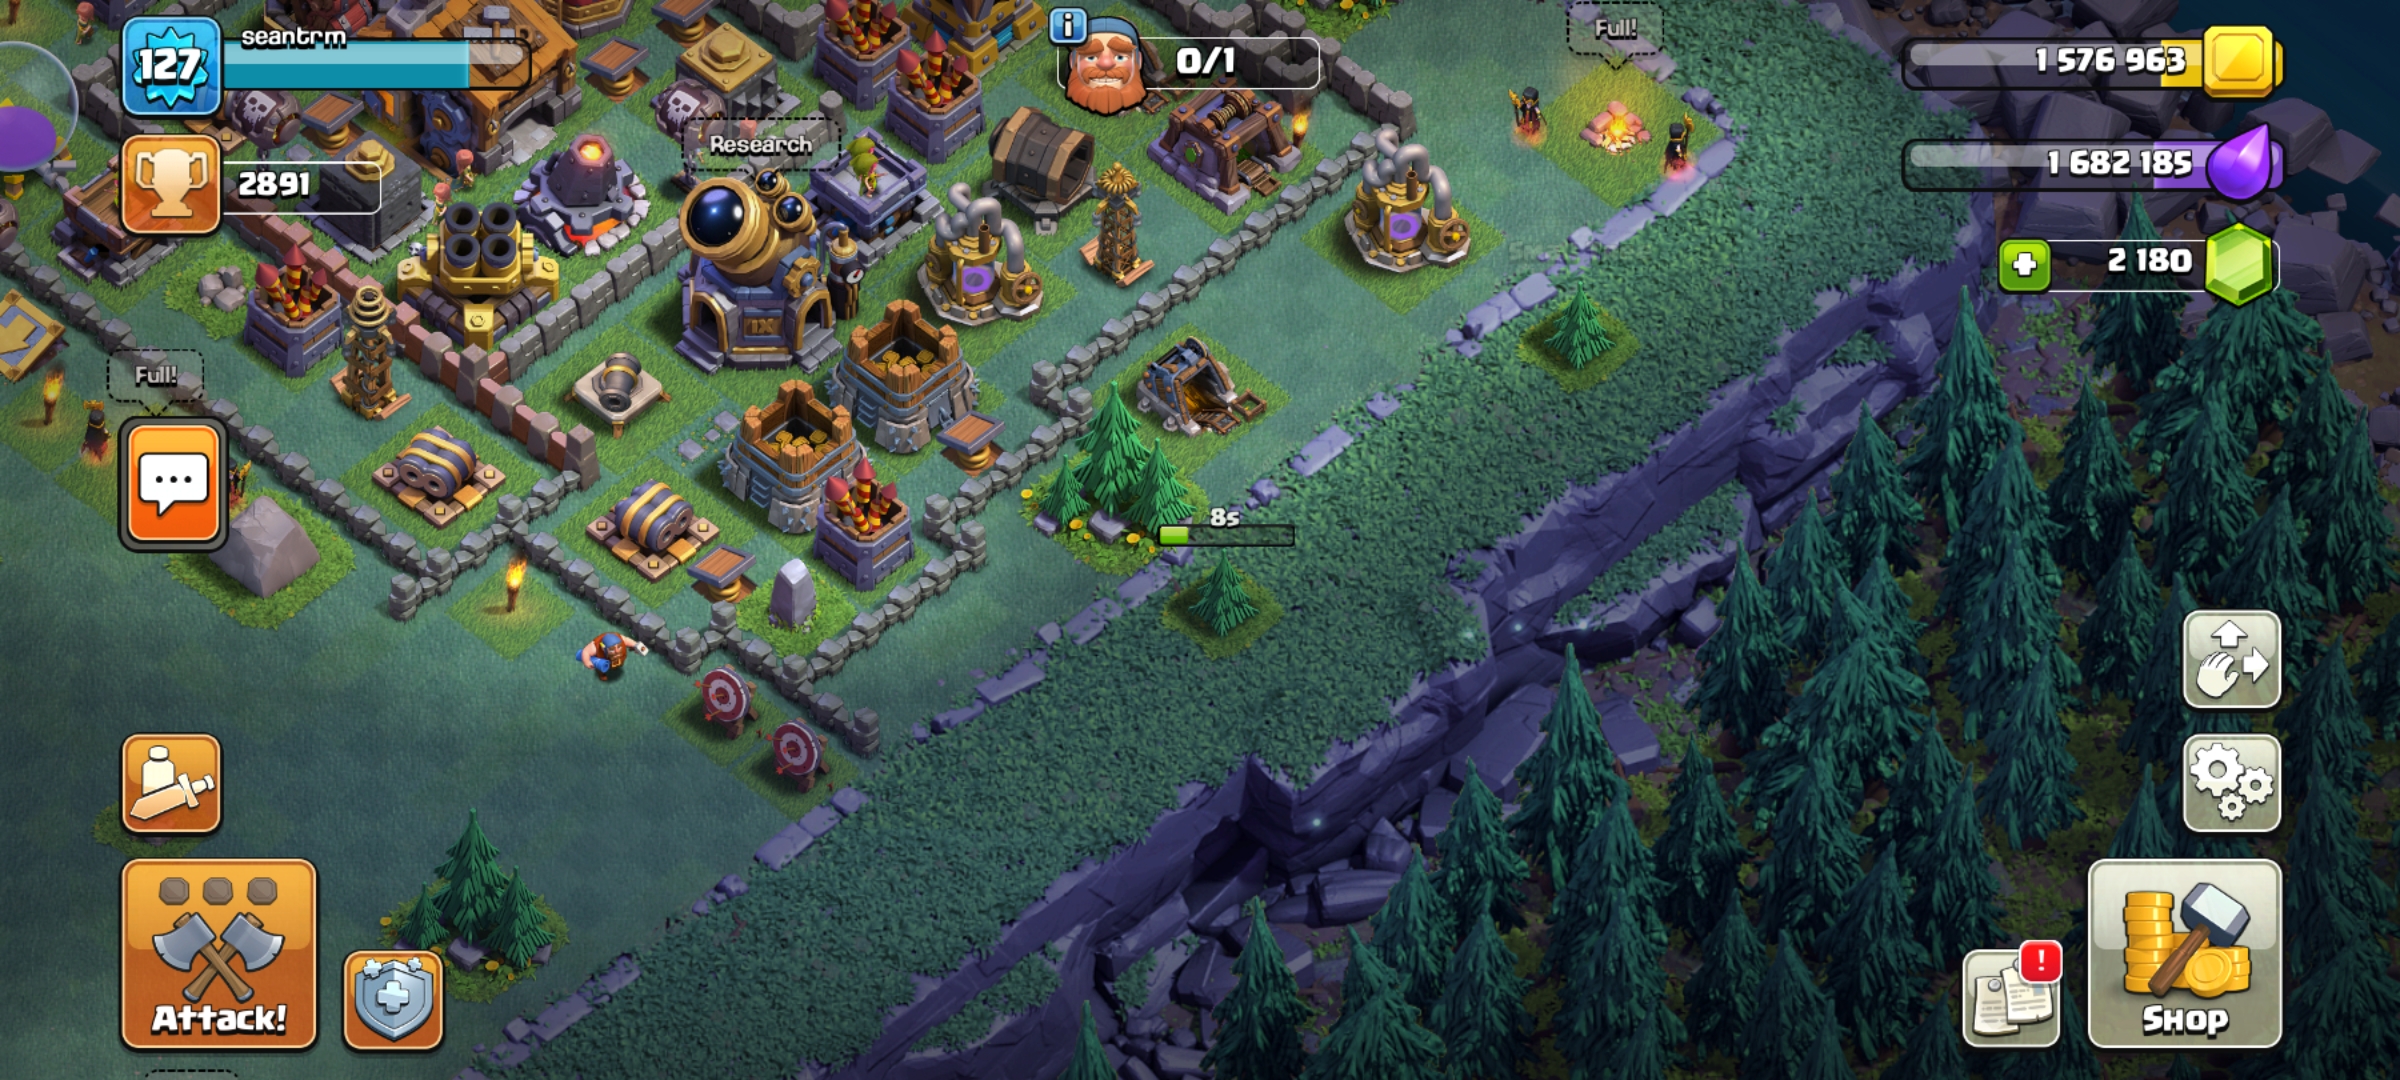 seantrm
127
0/1
Full!
1 576 963
Research
1 682 185
2891
2 180
IX
Full!
8s
!
Attack!
Shop